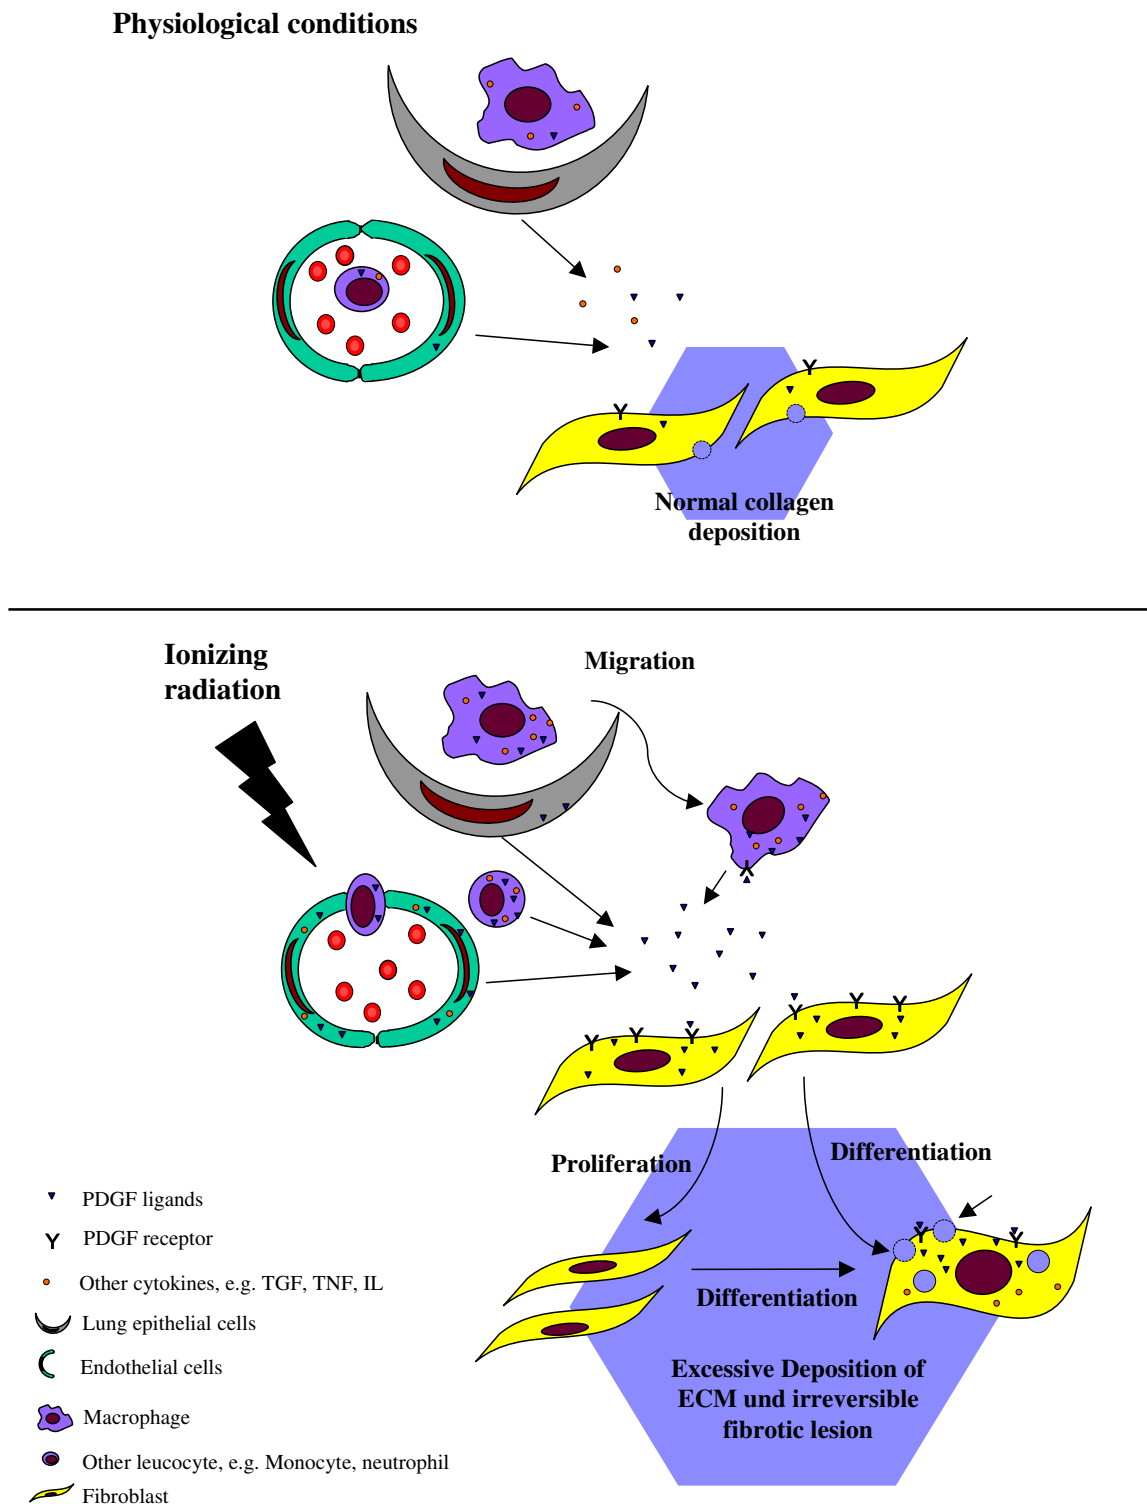 Physiological conditions
Normal collagen
deposition
Ionizing
radiation
Migration
Proliferation
Differentiation
Differentiation
Excessive Deposition of
ECM und irreversible
fibrotic lesion
PDGF ligands
PDGF receptor
Other cytokines, e.g. TGF, TNF, IL
Lung epithelial cells
Endothelial cells
Macrophage
Other leucocyte, e.g. Monocyte, neutrophil
Fibroblast